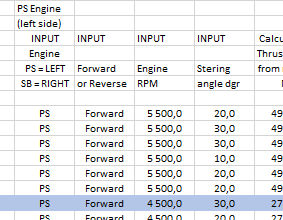 PS Engine
(left side)
INPUT INPUT INPUT INPUT Calcu
Engine Thrus
PS = LEFT Forward Engine Stering from
SB = RIGHT or Reverse RPM angle dgr
PS Forward 5 500,0 20,0 49
PS Forward 5 500,0 30,0 49
PS Forward 5 500,0 30,0 49
PS Forward 5 500,0 10,0 49
PS Forward 5 500,0 20,0 49
PS Forward 5 500,0 20,0 49
PS Forward 4 500,0 30,0 27
PS Forward 4 500,0 20,0 27